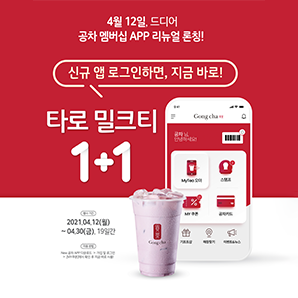 4월 12일, 드디어
공차 멤버십 APP 리뉴얼 론칭!
신규 앱 로그인하면, 지금 바로!
타로 밀크티
1+1
2021.04.12(월)
~ 04.30(금), 19일간
Gong cha
공차 님,
안녕하세요!
MyTea 오더
스탬프
MY 쿠폰
공차카드
Gong cha